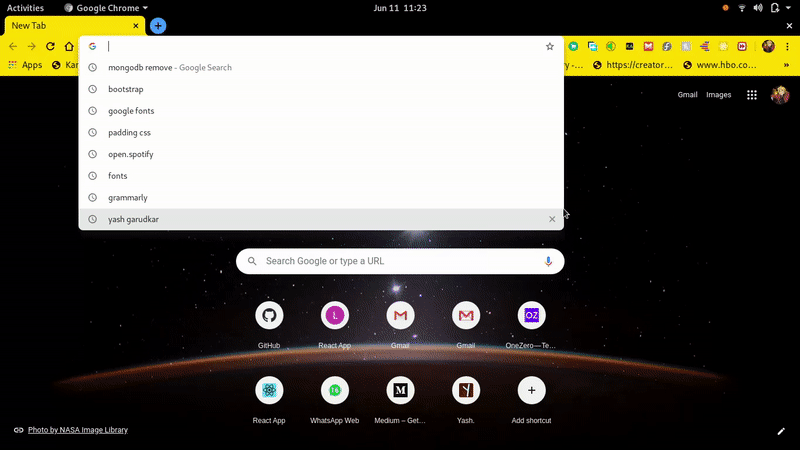 Activities Google Chrome Jun 11 11:23
New Tab
Apps Kar ry -... https://creator... www.hbo.co... »
mongodb remove - Google Search
bootstrap
google fonts
padding css
open.spotify
fonts
grammarly
yash garudkar
Gmail Images
Search Google or type a URL
GitHub React App Gmail Gmail OneZero — Te...
React App WhatsApp Web Medium – Get... Yash. Add shortcut
Photo by NASA Image Library